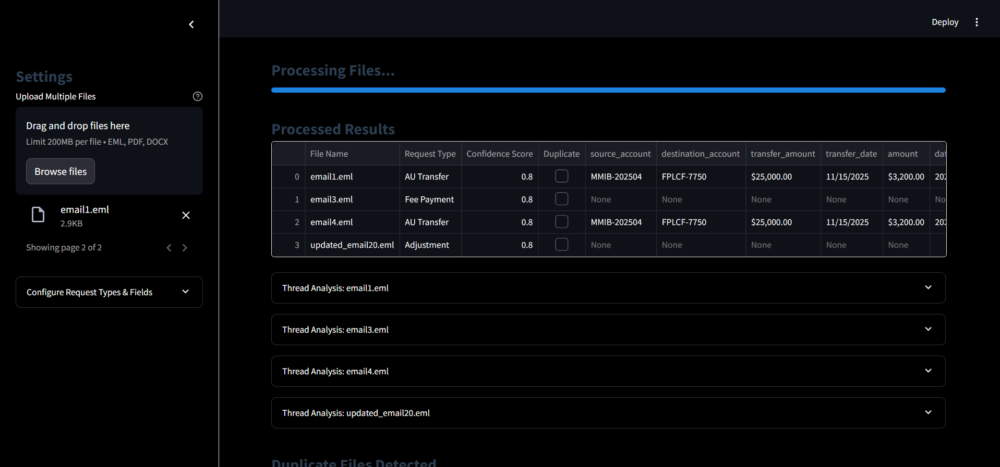 Deploy
Settings
Upload Multiple Files
Drag and drop files here
Limit 200MB per file • EML, PDF, DOCX
Browse files
email1.eml
2.9KB
Showing page 2 of 2
Configure Request Types & Fields
Processing Files...
Processed Results
File Name Request Type Confidence Score Duplicate source_account destination_account transfer_amount transfer_date amount
0 email1.eml AU Transfer 0.8 MMIB-202504 FPLCF-7750 $25,000.00 11/15/2025 $3,200.00
1 email3.eml Fee Payment 0.8 None None None None None
2 email4.eml AU Transfer 0.8 MMIB-202504 FPLCF-7750 $25,000.00 11/15/2025 $3,200.00
3 updated_email20.eml Adjustment 0.8 None None None None None
Thread Analysis: email1.eml
Thread Analysis: email3.eml
Thread Analysis: email4.eml
Thread Analysis: updated_email20.eml
Duplicate Files Detected